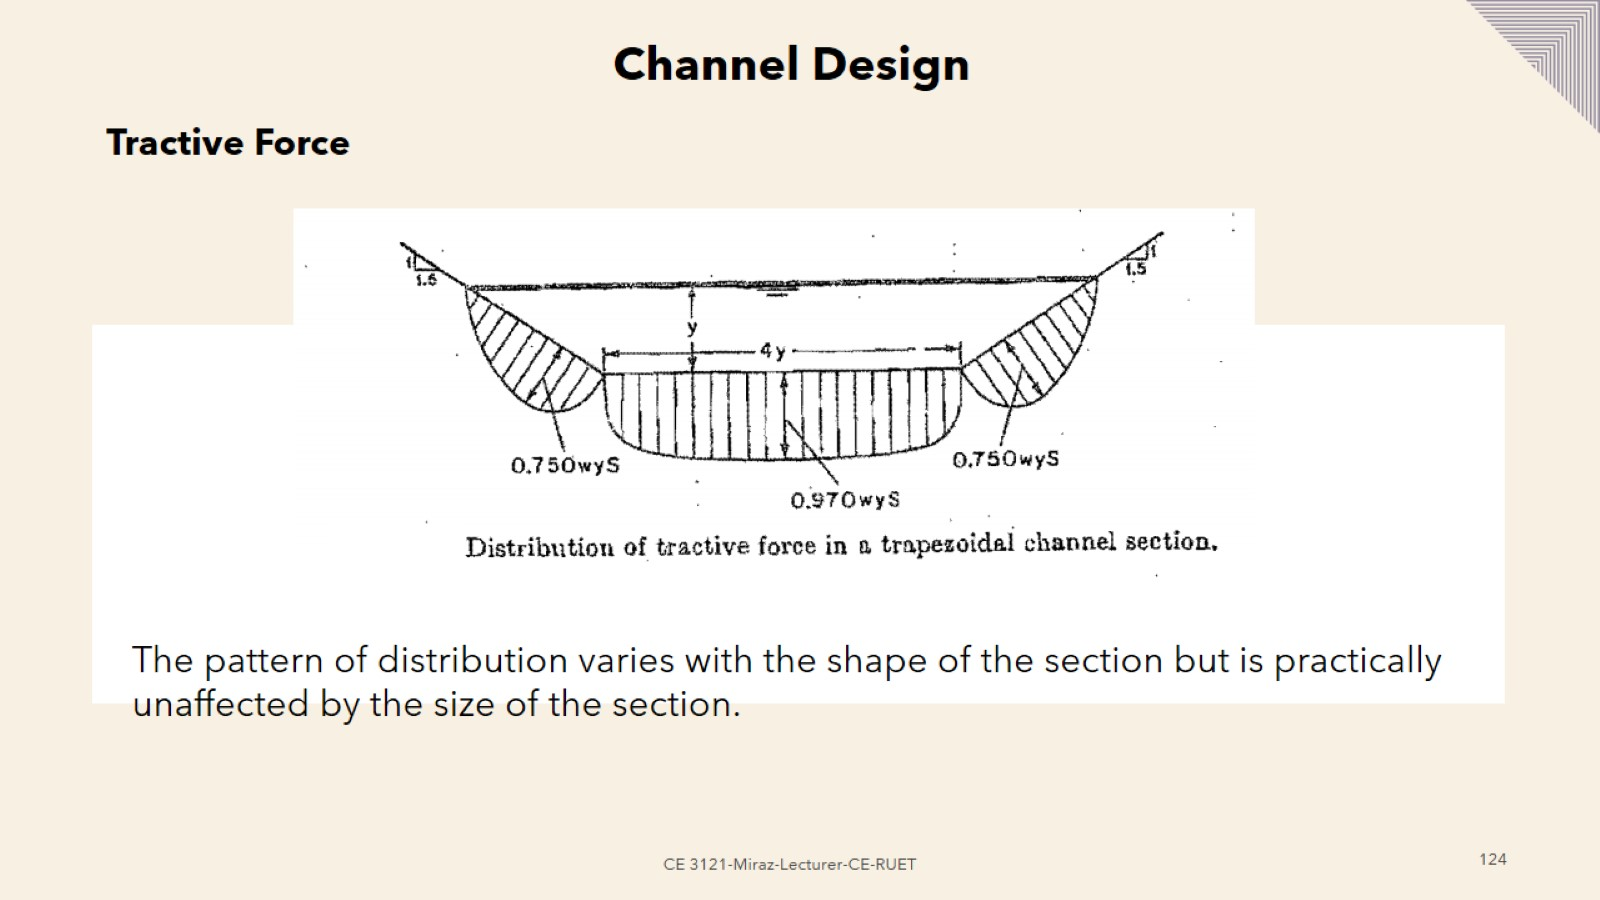 Channel Design
Tractive Force
1
1.5
1
1.5
y
4y
0.750wyS
0.750wyS
0.970wyS
Distribution of tractive force in a trapezoidal channel section.
The pattern of distribution varies with the shape of the section but is practically
unaffected by the size of the section.
CE 3121-Miraz-Lecturer-CE-RUET
124